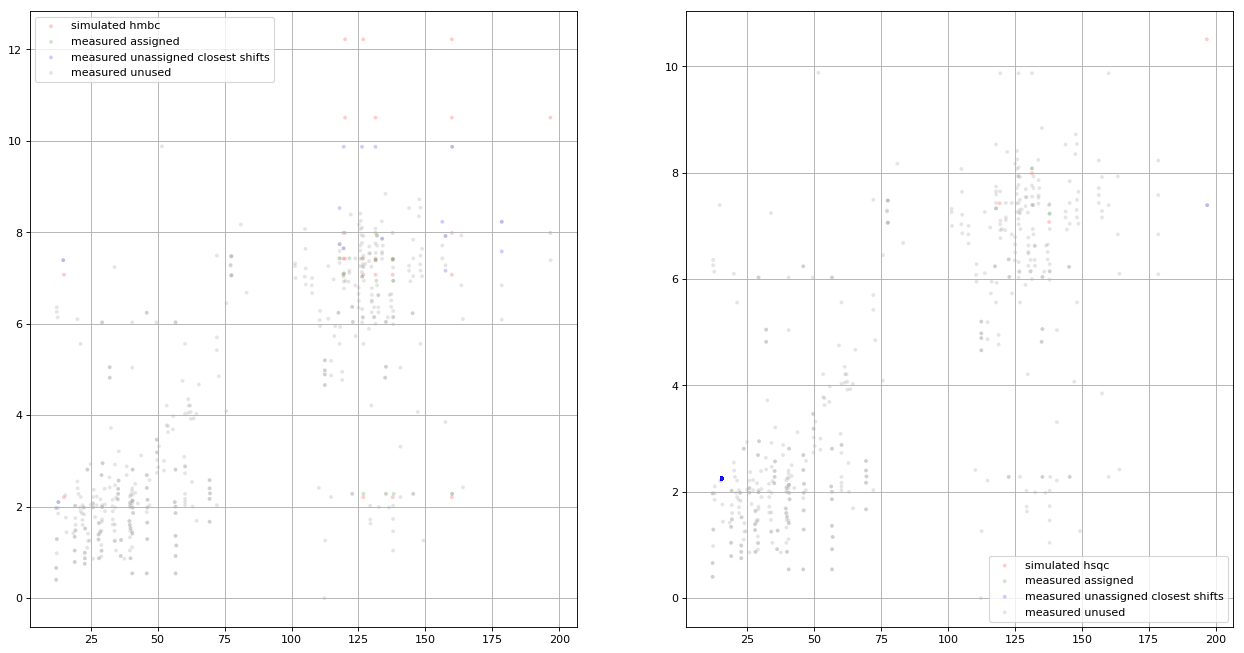 simulated hmbc
measured assigned
measured unassigned closest shifts
measured unused
12
10
8
6
4
2
0
25 50 75 100 125 150 175 200
10
8
6
4
2
0
simulated hsqc
measured assigned
measured unassigned closest shifts
measured unused
25 50 75 100 125 150 175 200